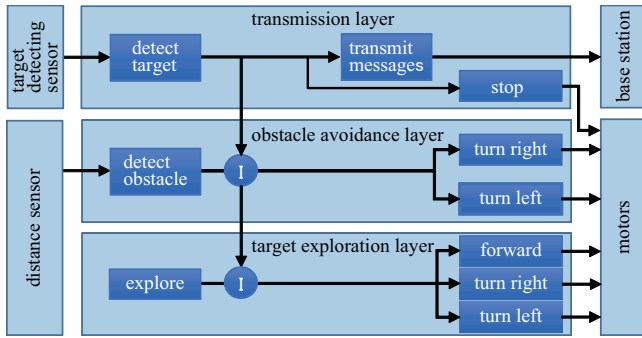 transmission layer
target
detecting
sensor
detect
target
transmit
messages
stop
base station
distance sensor
obstacle avoidance layer
detect
obstacle
I
turn right
turn left
motors
target exploration layer
explore
I
forward
turn right
turn left